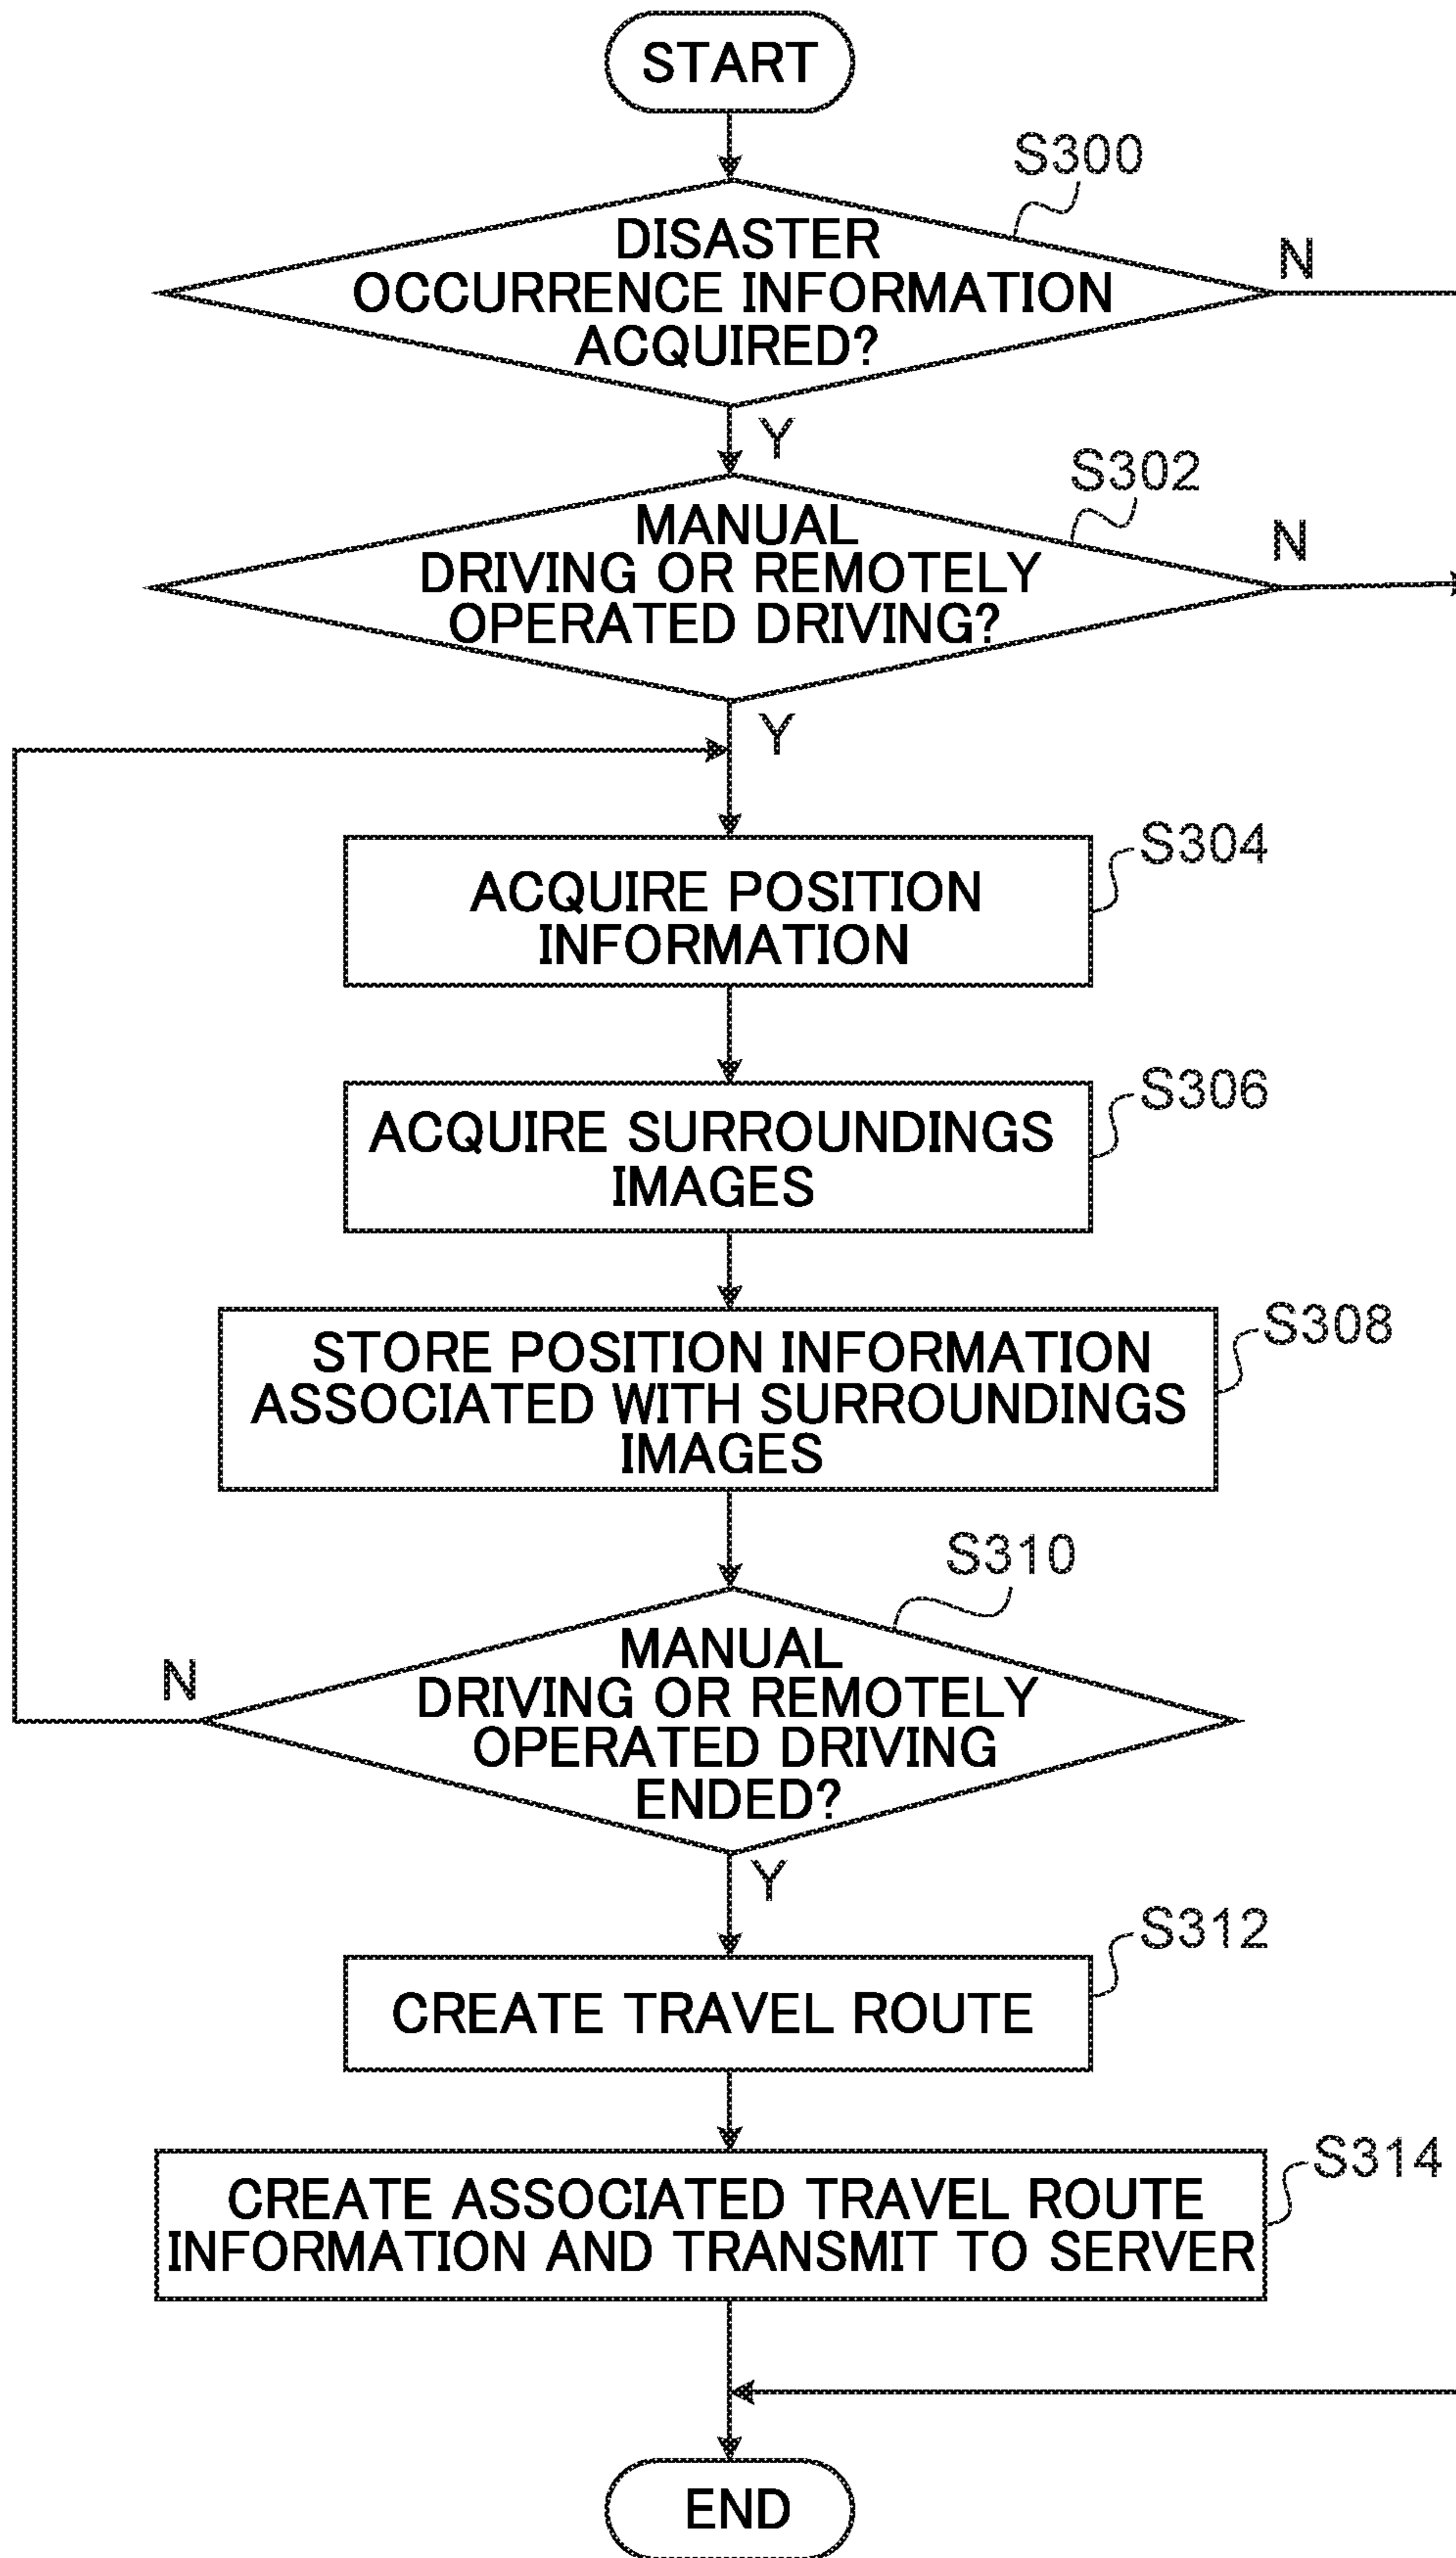 START
S300
DISASTER
OCCURRENCE INFORMATION
ACQUIRED?
N
Y
S302
MANUAL
DRIVING OR REMOTELY
OPERATED DRIVING?
N
Y
S304
ACQUIRE POSITION
INFORMATION
S306
ACQUIRE SURROUNDINGS
IMAGES
S308
STORE POSITION INFORMATION
ASSOCIATED WITH SURROUNDINGS
IMAGES
S310
MANUAL
DRIVING OR REMOTELY
OPERATED DRIVING
ENDED?
N
Y
S312
CREATE TRAVEL ROUTE
S314
CREATE ASSOCIATED TRAVEL ROUTE
INFORMATION AND TRANSMIT TO SERVER
END